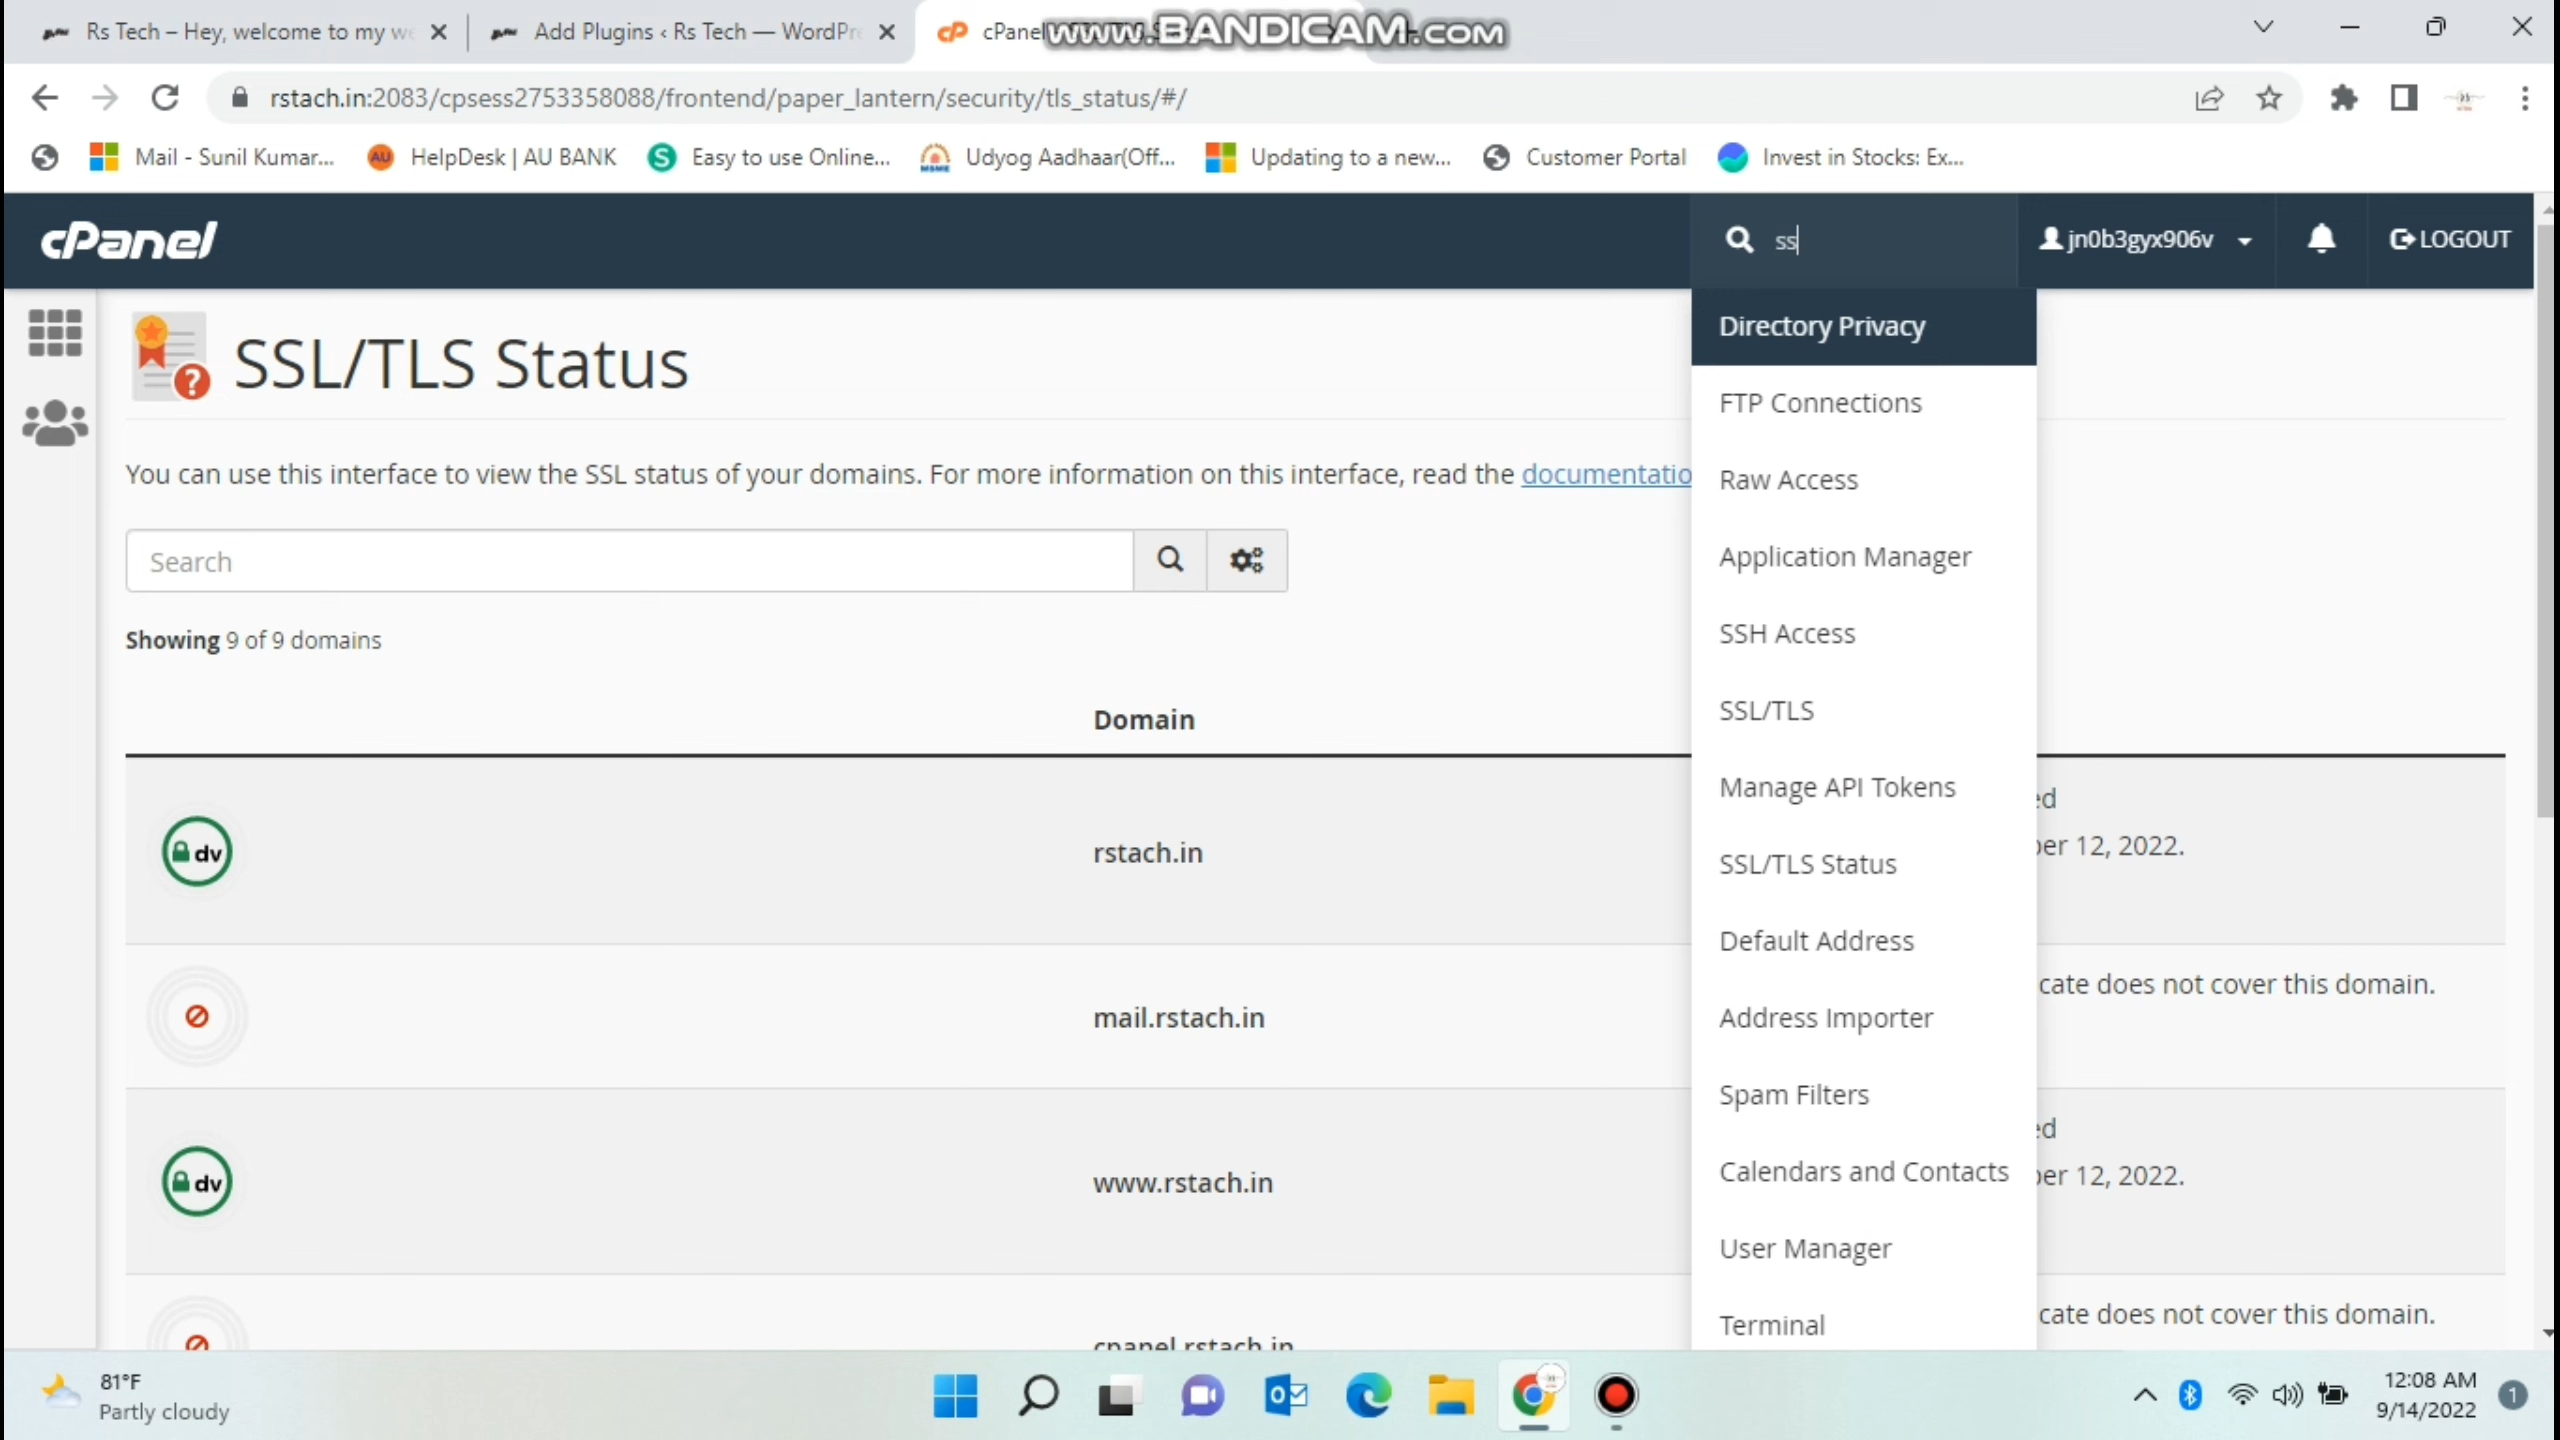 Rs Tech – Hey, welcome to my we
Add Plugins ‹ Rs Tech — WordPre
cPanel
www.BANDICAM.com
rstach.in:2083/cpsess2753358088/frontend/paper_lantern/security/tls_status/#/
Mail - Sunil Kumar...
AU
HelpDesk | AU BANK
S
Easy to use Online...
MSME
Udyog Aadhaar(Off...
Updating to a new...
Customer Portal
Invest in Stocks: Ex...
cPanel
ss
jn0b3gyx906v
LOGOUT
SSL/TLS Status
You can use this interface to view the SSL status of your domains. For more information on this interface, read the documentatio
Search
Showing 9 of 9 domains
Domain
dv
rstach.in
ed
ber 12, 2022.
mail.rstach.in
cate does not cover this domain.
dv
www.rstach.in
ed
ber 12, 2022.
cpanel.rstach.in
cate does not cover this domain.
Directory Privacy
FTP Connections
Raw Access
Application Manager
SSH Access
SSL/TLS
Manage API Tokens
SSL/TLS Status
Default Address
Address Importer
Spam Filters
Calendars and Contacts
User Manager
Terminal
81°F
Partly cloudy
12:08 AM
9/14/2022
1